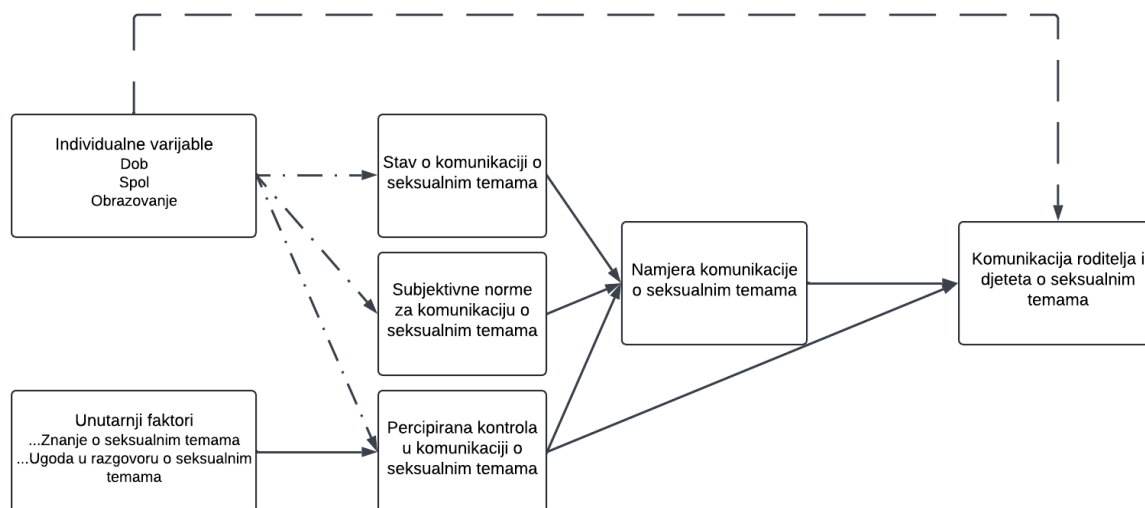 Individualne varijable
Dob
Spol
Obrazovanje
Stav o komunikaciji o
seksualnim temama
Subjektivne norme
za komunikaciju o
seksualnim temama
Namjera komunikacije
o seksualnim temama
Komunikacija roditelja i
djeteta o seksualnim
temama
Unutarnji faktori
...Znanje o seksualnim temama
...Ugoda u razgovoru o seksualnim
temama
Percipirana kontrola
u komunikaciji o
seksualnim temama